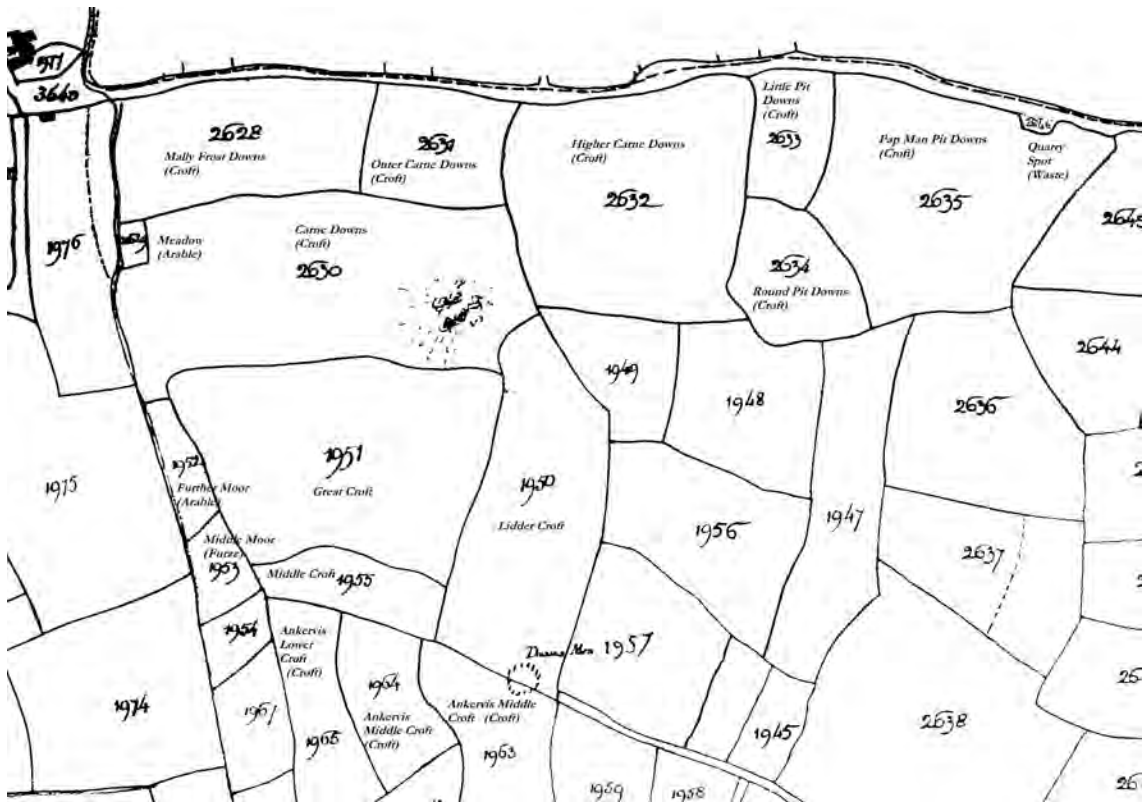 3640
2628
Mally Frost Downs
(Croft)
Outer Carne Downs
(Croft)
Higher Carne Downs
(Croft)
2632
Little Pit
Downs
(Croft)
2633
Pap Man Pit Downs
(Croft)
2635
Quarry
Spot
(Waste)
2645
1976
Meadow
(Arable)
Carne Downs
(Croft)
2630
2634
Round Pit Downs
(Croft)
2644
1949
1948
2636
1975
1952
Further Moor
(Arable)
1951
Great Croft
1950
Lidder Croft
1956
1947
2637
Middle Moor
(Furze)
1953
Middle Croft 1955
1954
Ankervis
Lower
Croft
(Croft)
1957
1974
1964
Ankervis
Middle Croft
(Croft)
Ankervis Middle
Croft (Croft)
1963
1945
2638
1965
1959
1958